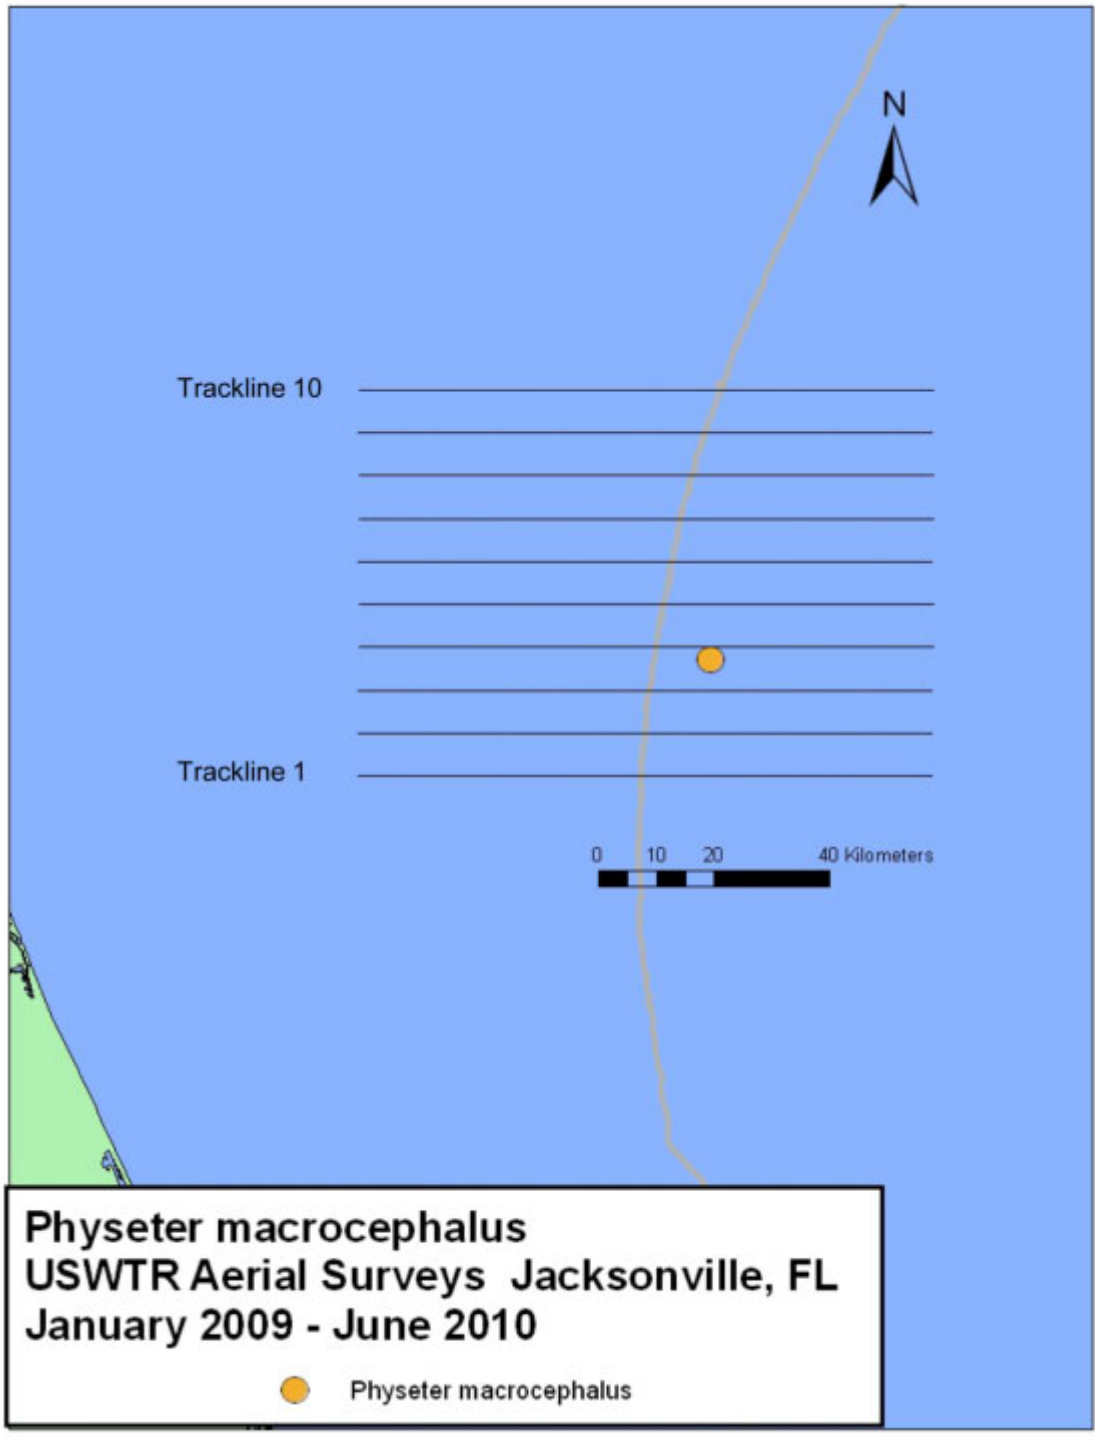 N
Trackline 10
Trackline 1
0 10 20 40 Kilometers
Physeter macrocephalus
USWTR Aerial Surveys Jacksonville, FL
January 2009 - June 2010
Physeter macrocephalus